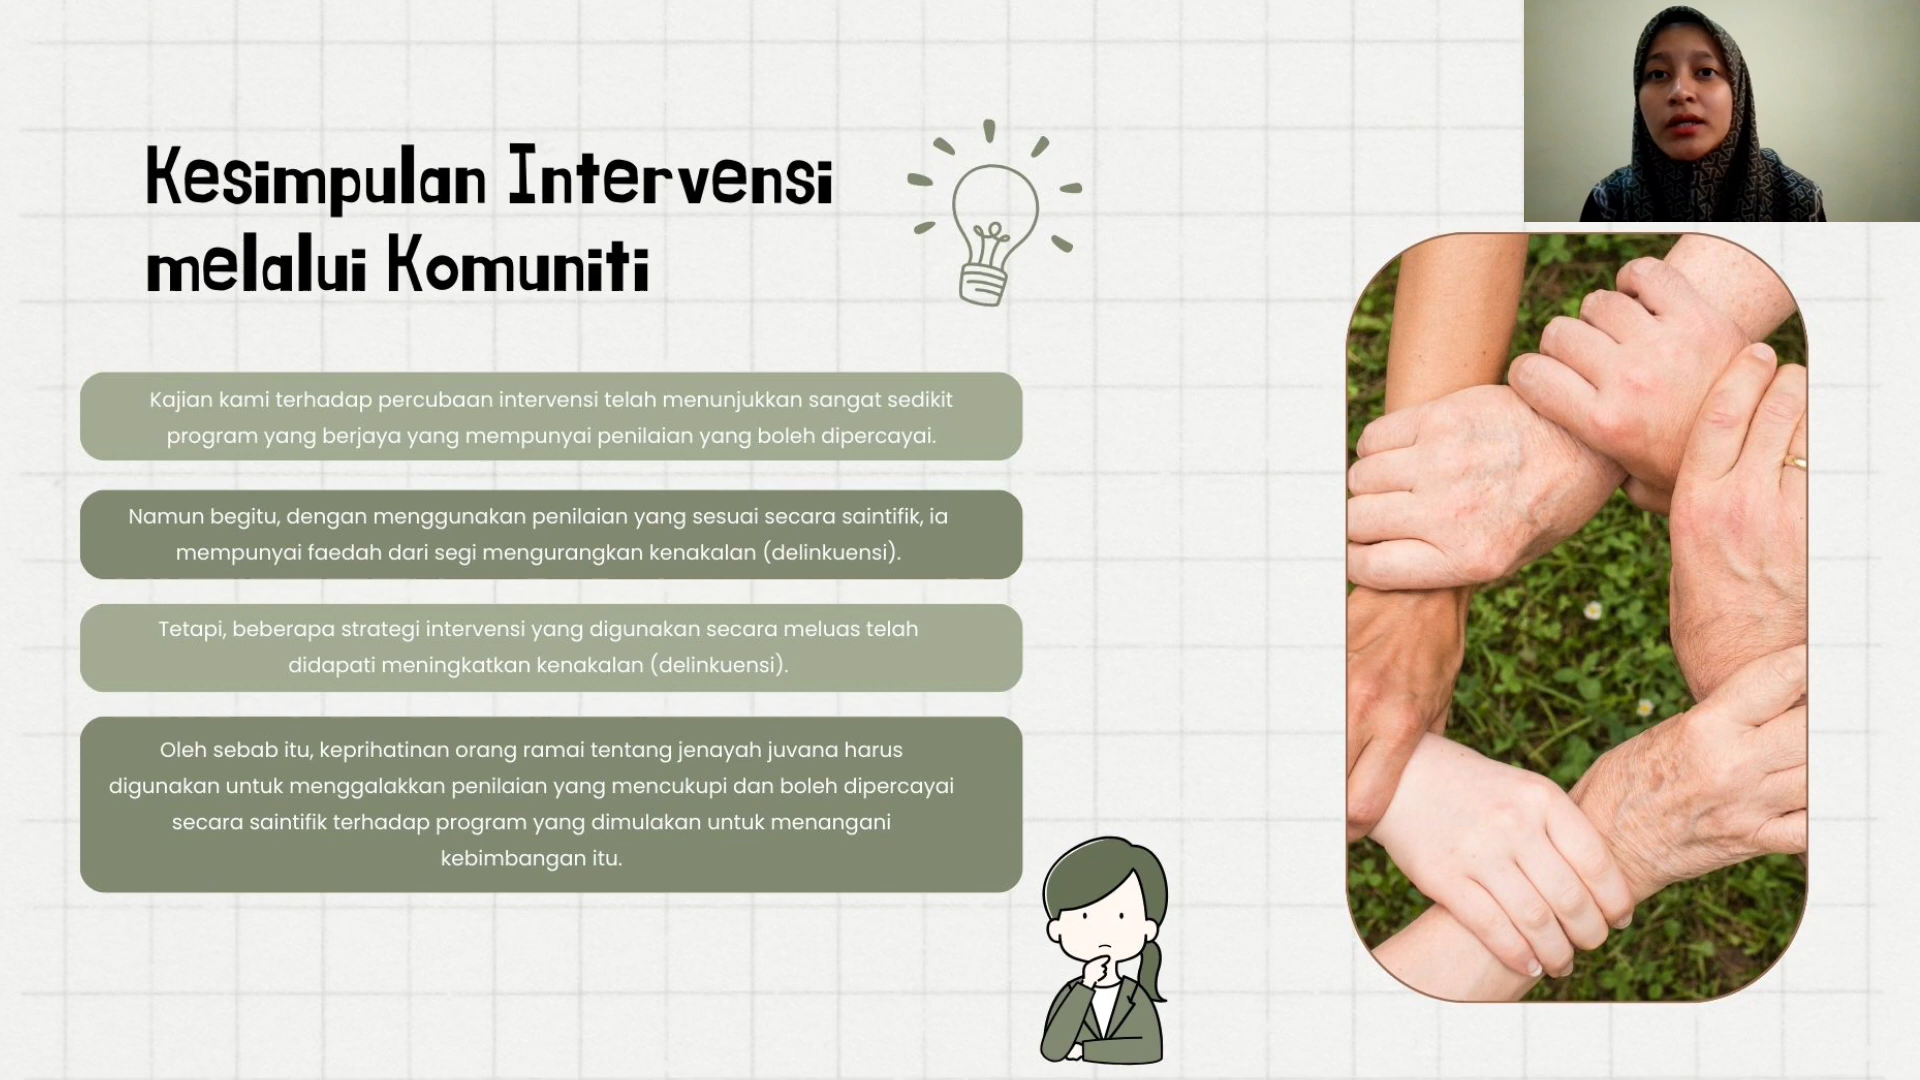 Kesimpulan Intervensi
melalui Komuniti
Kajian kami terhadap percubaan intervensi telah menunjukkan sangat sedikit
program yang berjaya yang mempunyai penilaian yang boleh dipercayai.
Namun begitu, dengan menggunakan penilaian yang sesuai secara saintifik, ia
mempunyai faedah dari segi mengurangkan kenakalan (delinkuensi).
Tetapi, beberapa strategi intervensi yang digunakan secara meluas telah
didapati meningkatkan kenakalan (delinkuensi).
Oleh sebab itu, keprihatinan orang ramai tentang jenayah juvana harus
digunakan untuk menggalakkan penilaian yang mencukupi dan boleh dipercayai
secara saintifik terhadap program yang dimulakan untuk menangani
kebimbangan itu.